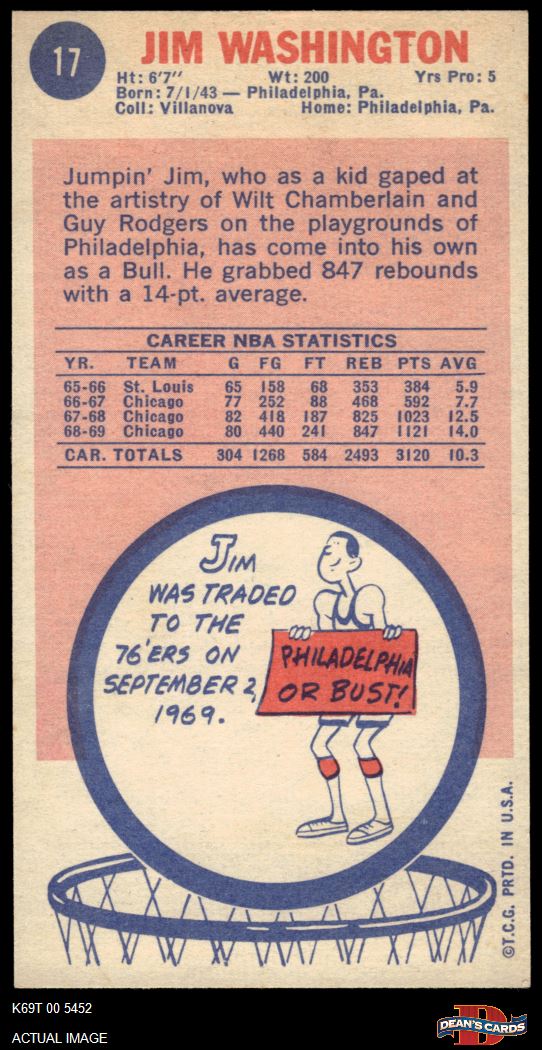 17
JIM WASHINGTON
Ht: 6'7'' Wt: 200 Yrs Pro: 5
Born: 7/1/43 — Philadelphia, Pa.
Coll: Villanova Home: Philadelphia, Pa.
Jumpin' Jim, who as a kid gaped at
the artistry of Wilt Chamberlain and
Guy Rodgers on the playgrounds of
Philadelphia, has come into his own
as a Bull. He grabbed 847 rebounds
with a 14-pt. average.
CAREER NBA STATISTICS
YR. TEAM G FG FT REB PTS AVG
65-66 St. Louis 65 158 68 353 384 5.9
66-67 Chicago 77 252 88 468 592 7.7
67-68 Chicago 82 418 187 825 1023 12.5
68-69 Chicago 80 440 241 847 1121 14.0
CAR. TOTALS 304 1268 584 2493 3120 10.3
JIM
WAS TRADED
TO THE
76'ERS ON
SEPTEMBER 2,
1969.
PHILADELPHIA
OR BUST!
©T.C.G. PRTD. IN U.S.A.
K69T 00 5452
ACTUAL IMAGE
D
DEAN'S CARDS